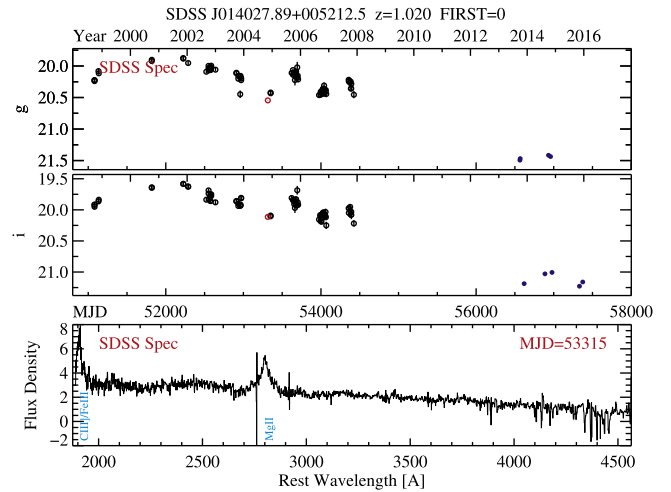 SDSS J014027.89+005212.5 z=1.020 FIRST=0
Year 2000 2002 2004 2006 2008 2010 2012 2014 2016
20.0
20.5
21.0
21.5
g
SDSS Spec
19.5
20.0
20.5
21.0
i
MJD 52000 54000 56000 58000
8
6
4
2
0
−2
Flux Density
SDSS Spec
MJD=53315
CIII]/FeIII
MgII
2000 2500 3000 3500 4000 4500
Rest Wavelength [A]